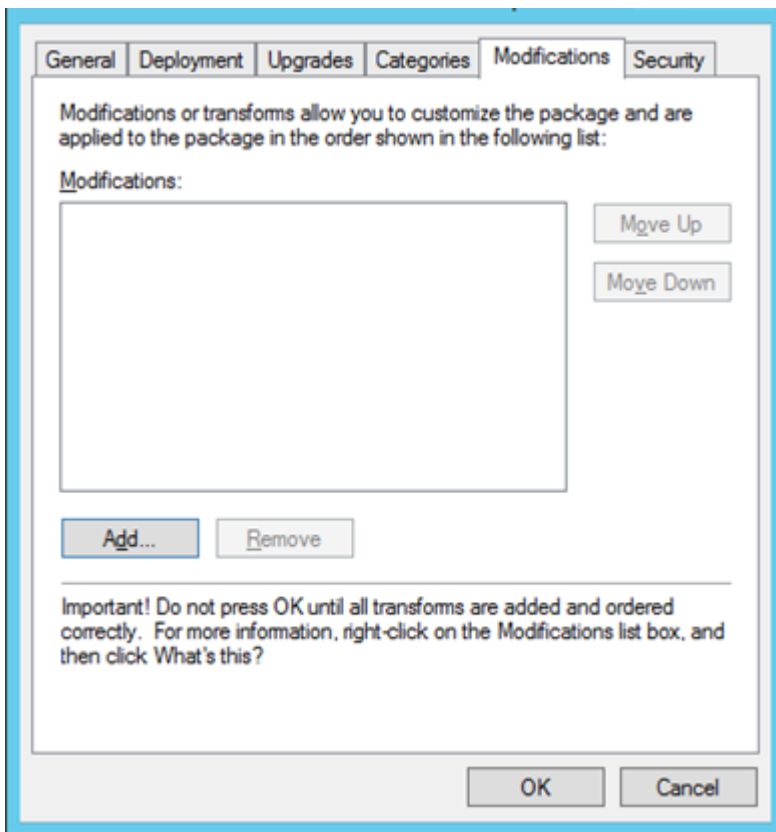 General Deployment Upgrades Categories Modifications Security
Modifications or transforms allow you to customize the package and are
applied to the package in the order shown in the following list:
Modifications:
Move Up
Move Down
Add... Remove
Important! Do not press OK until all transforms are added and ordered
correctly. For more information, right-click on the Modifications list box, and
then click What's this?
OK Cancel